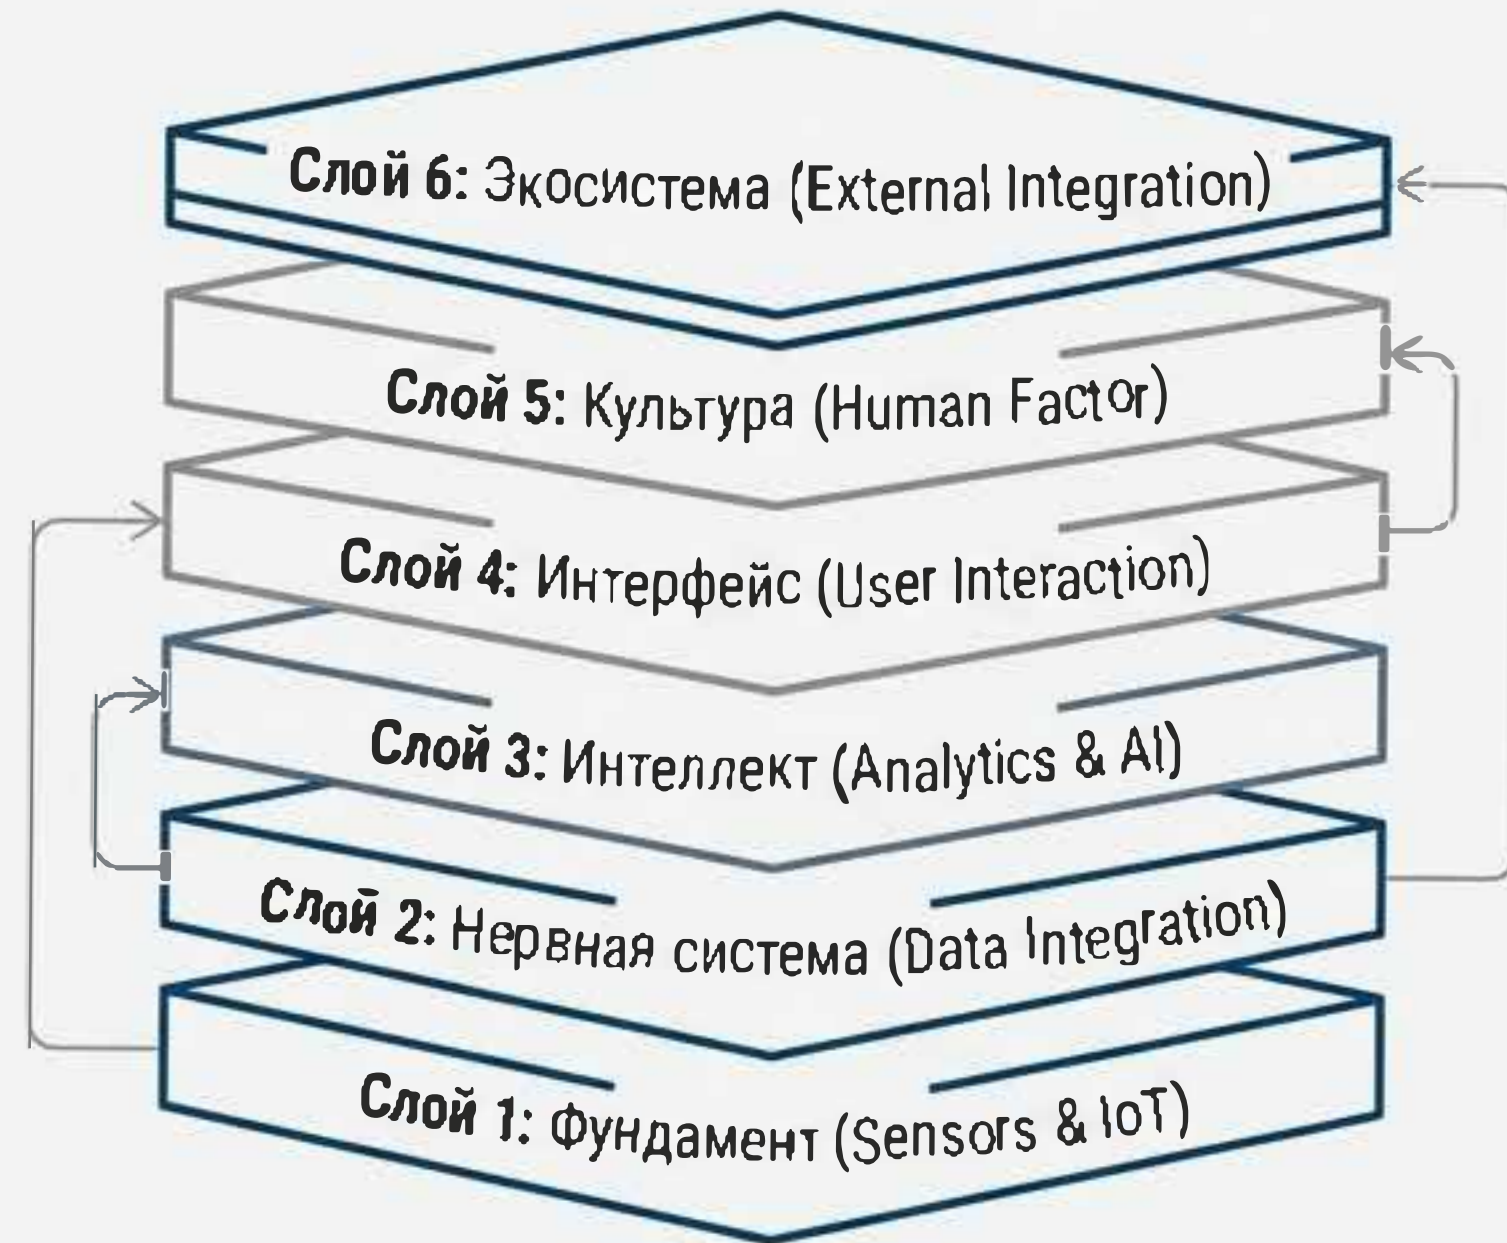 Слой 6: Экосистема (External Integration)
Слой 5: Культура (Human Factor)
Слой 4: Интерфейс (User Interaction)
Слой 3: Интеллект (Analytics & AI)
Слой 2: Нервная система (Data Integration)
Слой 1: Фундамент (Sensors & IoT)